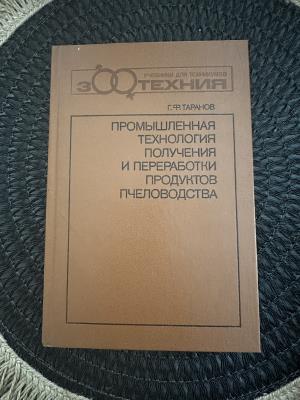 УЧЕБНИКИ ДЛЯ ТЕХНИКУМОВ
ЗООТЕХНИЯ
Г.Ф.ТАРАНОВ
ПРОМЫШЛЕННАЯ
ТЕХНОЛОГИЯ
ПОЛУЧЕНИЯ
И ПЕРЕРАБОТКИ
ПРОДУКТОВ
ПЧЕЛОВОДСТВА